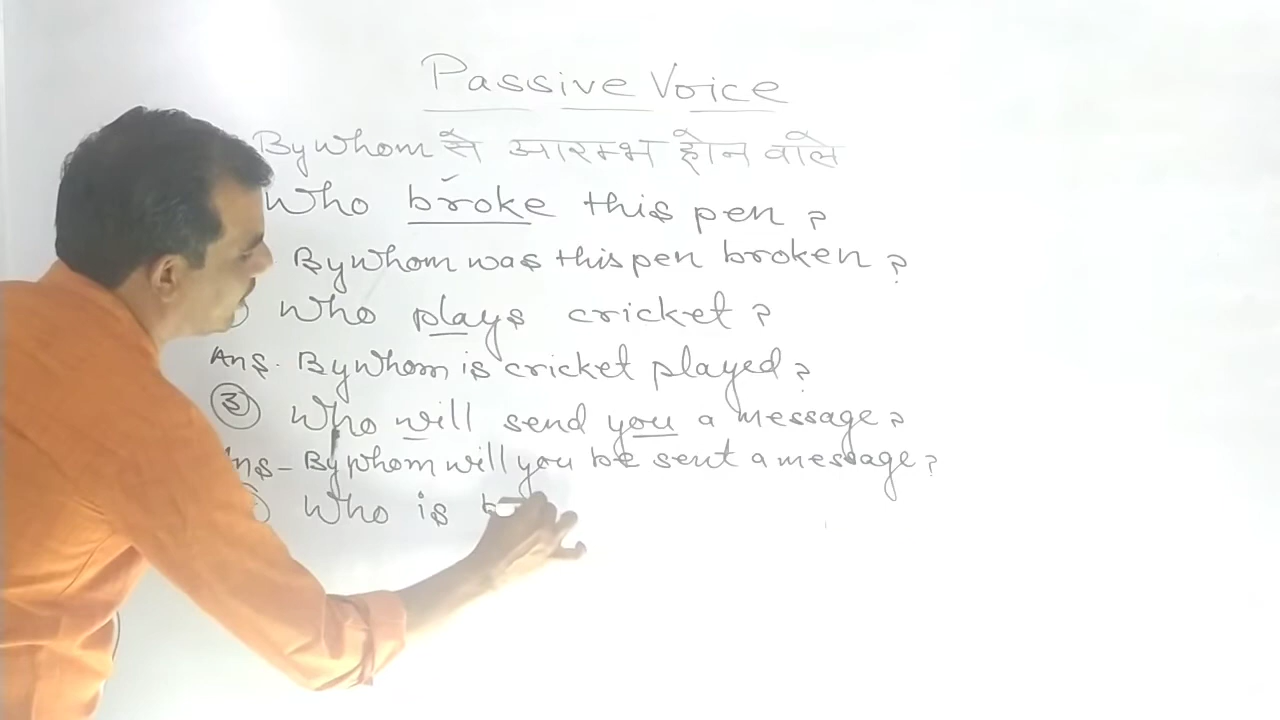 Passive Voice
By whom से आरम्भ होन वाले
Who broke this pen?
By whom was this pen broken?
Who plays cricket?
Ans. By whom is cricket played?
③ Who will send you a message?
Ans - By whom will you be sent a message?
Who is